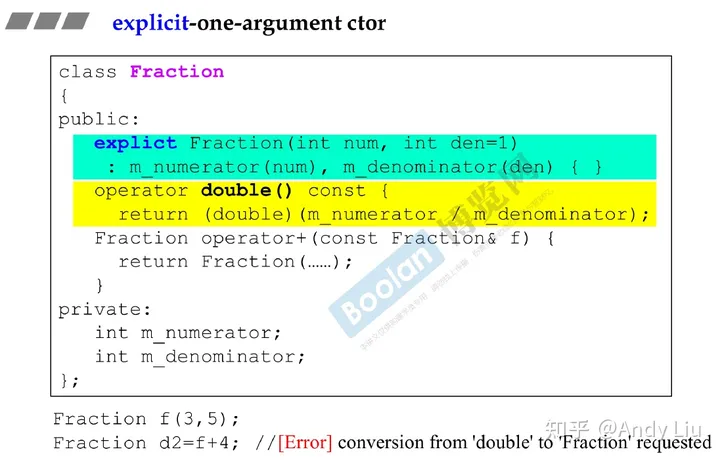 explicit-one-argument ctor
class Fraction
{
public:
explict Fraction(int num, int den=1)
: m_numerator(num), m_denominator(den) { }
operator double() const {
return (double)(m_numerator / m_denominator);
Fraction operator+(const Fraction& f) {
return Fraction(……);
}
private:
int m_numerator;
int m_denominator;
};
Boolan 博览网
Fraction f(3,5);
Fraction d2=f+4; //[Error] conversion from 'double' to 'Fraction' requested
知乎 @Andy Liu